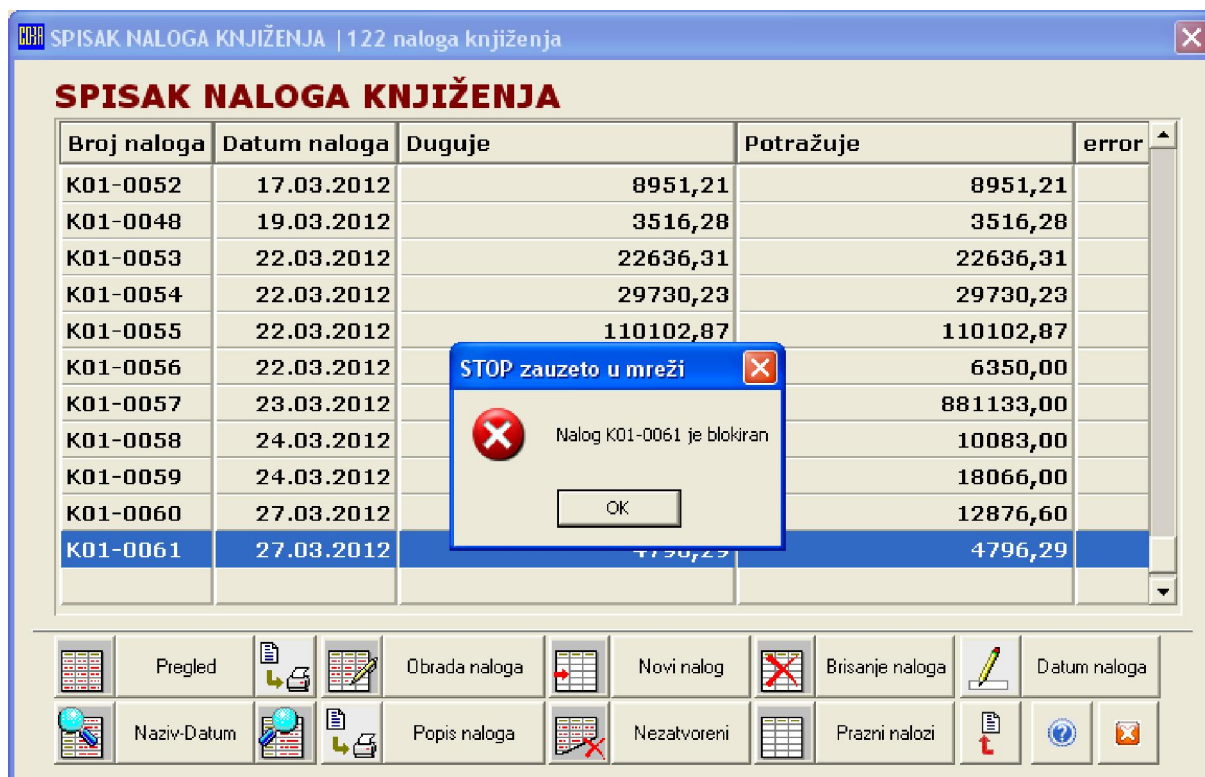 SPISAK NALOGA KNJIŽENJA | 122 naloga knjiženja
SPISAK NALOGA KNJIŽENJA
Broj naloga Datum naloga Duguje Potražuje error
K01-0052 17.03.2012 8951,21 8951,21
K01-0048 19.03.2012 3516,28 3516,28
K01-0053 22.03.2012 22636,31 22636,31
K01-0054 22.03.2012 29730,23 29730,23
K01-0055 22.03.2012 110102,87 110102,87
K01-0056 22.03.2012 6350,00
K01-0057 23.03.2012 881133,00
K01-0058 24.03.2012 10083,00
K01-0059 24.03.2012 18066,00
K01-0060 27.03.2012 12876,60
K01-0061 27.03.2012 4796,29
STOP zauzeto u mreži
Nalog K01-0061 je blokiran
OK
Pregled Obrada naloga Novi nalog Brisanje naloga Datum naloga
Naziv-Datum Popis naloga Nezatvoreni Prazni nalozi